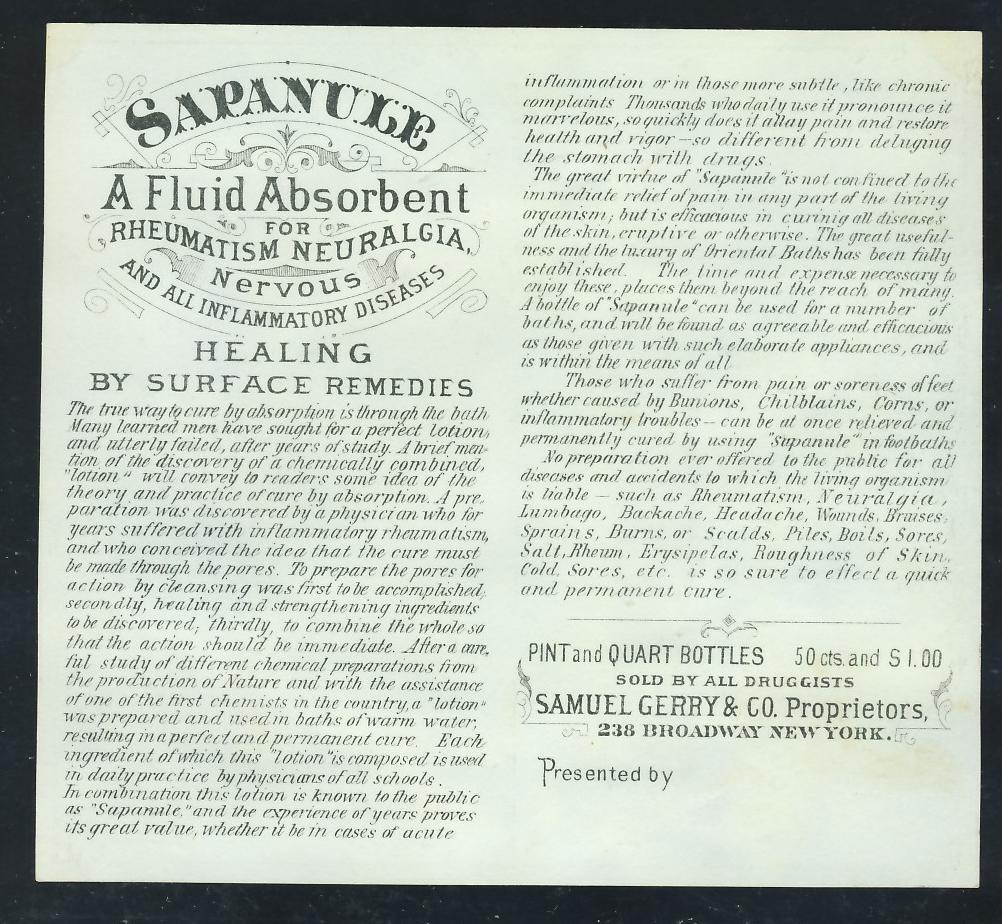 SAPANULE
A Fluid Absorbent
FOR
RHEUMATISM NEURALGIA,
Nervous
AND ALL INFLAMMATORY DISEASES
HEALING
BY SURFACE REMEDIES
The true way to cure by absorption is through the bath
Many learned men have sought for a perfect lotion,
and utterly failed, after years of study. A brief men-
tion of the discovery of a chemically combined,
"lotion" will convey to readers some idea of the
theory and practice of cure by absorption. A pre-
paration was discovered by a physician who for
years suffered with inflammatory rheumatism,
and who conceived the idea that the cure must
be made through the pores. To prepare the pores for
action by cleansing was first to be accomplished;
secondly, healing and strengthening ingredients
to be discovered; thirdly, to combine the whole so
that the action should be immediate. After a care-
ful study of different chemical preparations from
the production of Nature and with the assistance
of one of the first chemists in the country, a "lotion"
was prepared and used in baths of warm water,
resulting in a perfect and permanent cure. Each
ingredient of which this "lotion" is composed is used
in daily practice by physicians of all schools.
In combination this lotion is known to the public
as "Sapanule," and the experience of years proves
its great value, whether it be in cases of acute
inflammation or in those more subtle, like chronic
complaints Thousands who daily use it pronounce it
marvelous, so quickly does it allay pain and restore
health and vigor—so different from deluging
the stomach with drugs.
The great virtue of "Sapanule" is not confined to the
immediate relief of pain in any part of the living
organism; but is efficacious in curinig all diseases
of the skin, eruptive or otherwise. The great useful-
ness and the luxury of Oriental Baths has been fully
established. The time and expense necessary to
enjoy these, places them beyond the reach of many.
A bottle of "Sapanule" can be used for a number of
baths, and will be found as agreeable and efficacious
as those given with such elaborate appliances, and
is within the means of all
Those who suffer from pain or soreness of feet
whether caused by Bunions, Chilblains, Corns, or
inflammatory troubles—can be at once relieved and
permanently cured by using "Sapanule" in footbaths
No preparation ever offered to the public for all
diseases and accidents to which the living organism
is liable — such as Rheumatism, Neuralgia,
Lumbago, Backache, Headache, Wounds, Bruises,
Sprains, Burns, or Scalds, Piles, Boils, Sores,
Salt, Rheum, Erysipelas, Roughness of Skin,
Cold, Sores, etc. is so sure to effect a quick
and permanent cure.
PINT and QUART BOTTLES 50 cts. and $1.00
SOLD BY ALL DRUGGISTS
SAMUEL GERRY & CO. Proprietors,
238 BROADWAY NEW YORK.
Presented by